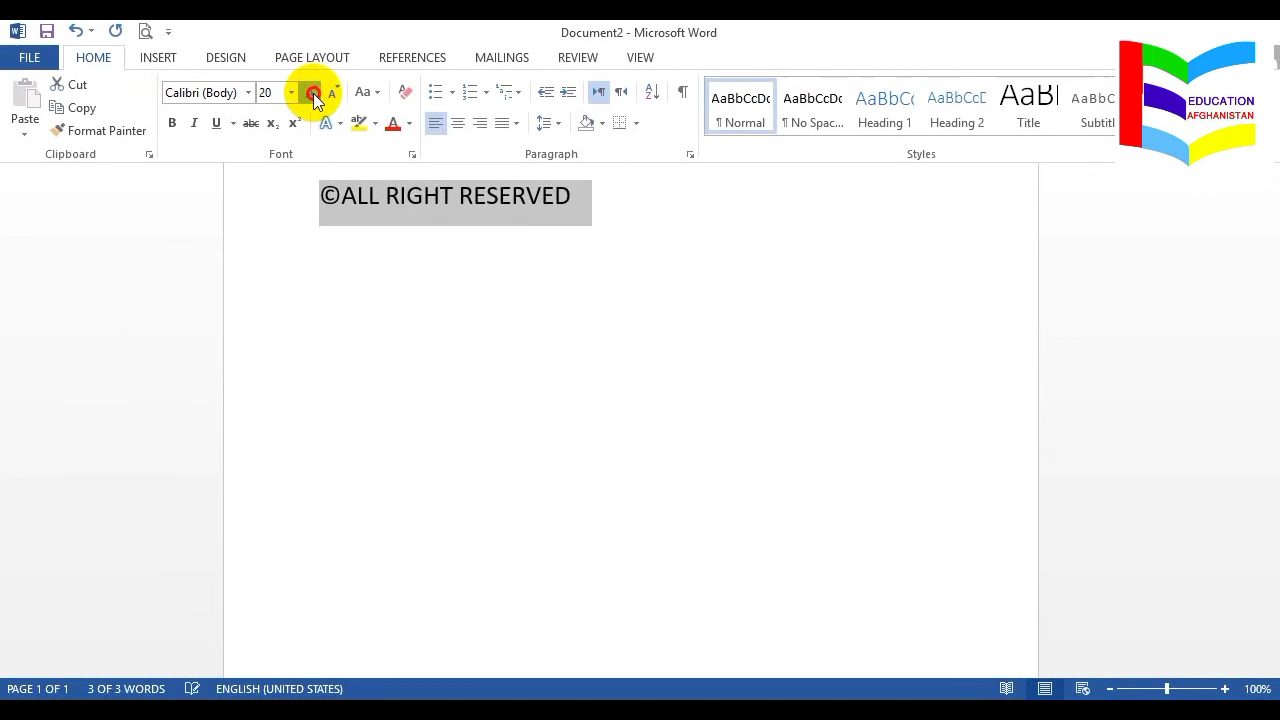 Document2 - Microsoft Word
FILE HOME INSERT DESIGN PAGE LAYOUT REFERENCES MAILINGS REVIEW VIEW
Paste
Cut
Copy
Format Painter
Clipboard
Calibri (Body) 20 Aa
B I U abc x₂ x² A A
Font
Paragraph
AaBbCcDc AaBbCcDc AaBbCc AaBbCcD AaB AaBbCc
¶ Normal ¶ No Spac... Heading 1 Heading 2 Title Subtitl
Styles
EDUCATION
AFGHANISTAN
©ALL RIGHT RESERVED
PAGE 1 OF 1 3 OF 3 WORDS ENGLISH (UNITED STATES) 100%